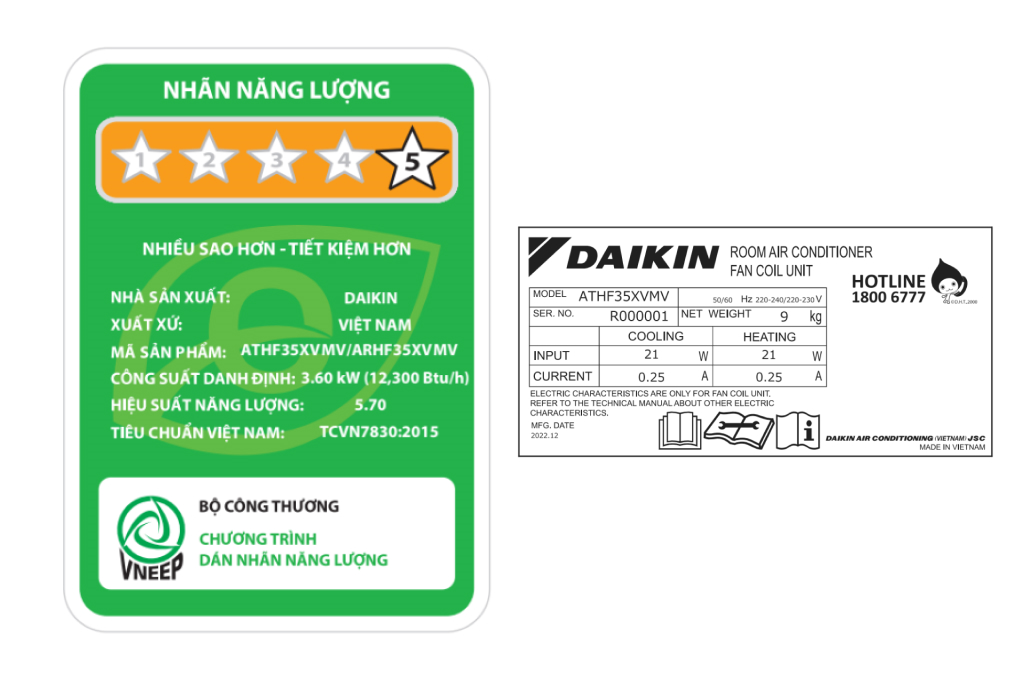 NHÃN NĂNG LƯỢNG
1 2 3 4 5
NHIỀU SAO HƠN - TIẾT KIỆM HƠN
NHÀ SẢN XUẤT: DAIKIN
XUẤT XỨ: VIỆT NAM
MÃ SẢN PHẨM: ATHF35XVMV/ARHF35XVMV
CÔNG SUẤT DANH ĐỊNH: 3.60 kW (12,300 Btu/h)
HIỆU SUẤT NĂNG LƯỢNG: 5.70
TIÊU CHUẨN VIỆT NAM: TCVN7830:2015
VNEEP
BỘ CÔNG THƯƠNG
CHƯƠNG TRÌNH
DÁN NHÃN NĂNG LƯỢNG
DAIKIN
ROOM AIR CONDITIONER
FAN COIL UNIT
HOTLINE
1800 6777
MODEL ATHF35XVMV 50/60 Hz 220-240/220-230 V
SER. NO. R000001 NET WEIGHT 9 kg
COOLING HEATING
INPUT 21 W 21 W
CURRENT 0.25 A 0.25 A
ELECTRIC CHARACTERISTICS ARE ONLY FOR FAN COIL UNIT.
REFER TO THE TECHNICAL MANUAL ABOUT OTHER ELECTRIC
CHARACTERISTICS.
MFG. DATE
2022.12
i
DAIKIN AIR CONDITIONING (VIETNAM) JSC
MADE IN VIETNAM